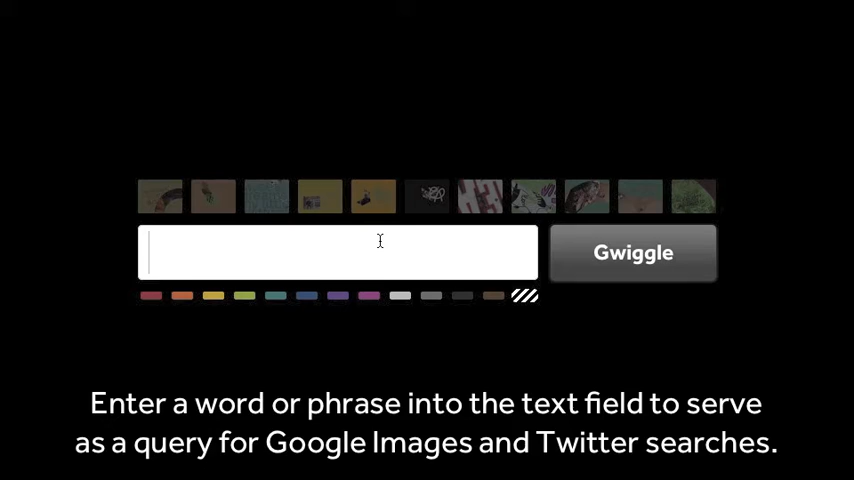 Gwiggle
Enter a word or phrase into the text field to serve
as a query for Google Images and Twitter searches.